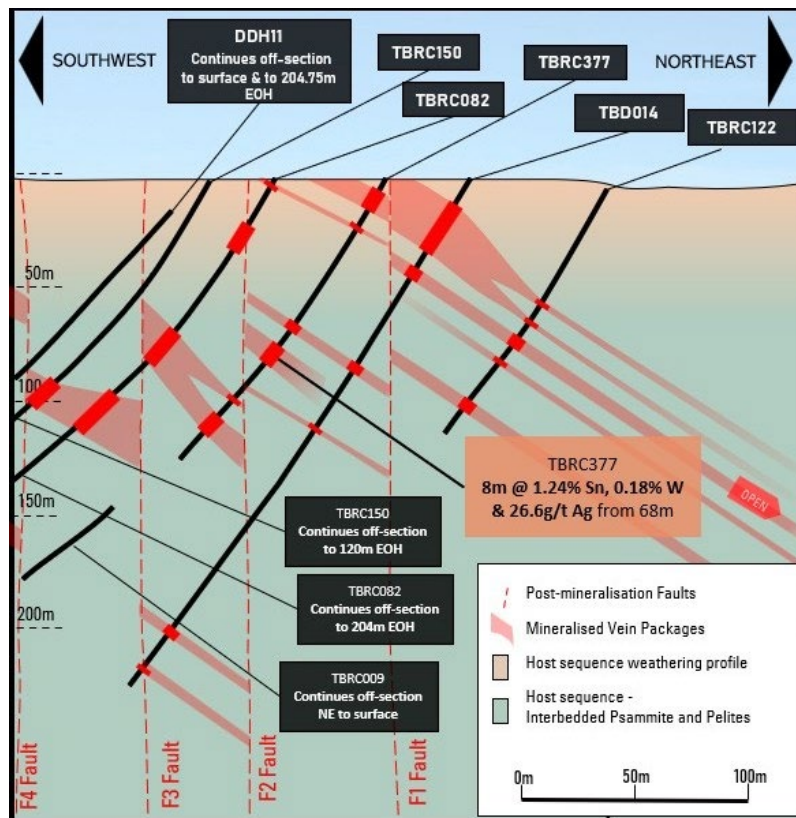 SOUTHWEST
DDH11
Continues off-section
to surface & to 204.75m
EOH
TBRC150
TBRC082
TBRC377
TBD014
TBRC122
NORTHEAST
50m
100
150m
200m
TBRC377
8m @ 1.24% Sn, 0.18% W
& 26.6g/t Ag from 68m
OPEN
TBRC150
Continues off-section
to 120m EOH
TBRC082
Continues off-section
to 204m EOH
TBRC009
Continues off-section
NE to surface
F4 Fault
F3 Fault
F2 Fault
F1 Fault
Post-mineralisation Faults
Mineralised Vein Packages
Host sequence weathering profile
Host sequence -
Interbedded Psammite and Pelites
0m
50m
100m